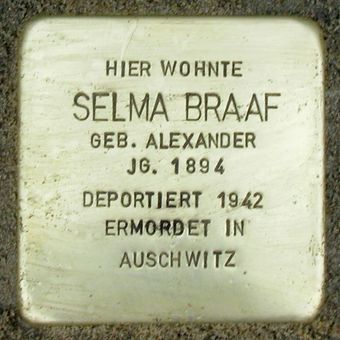 HIER WOHNTE
SELMA BRAAF
GEB. ALEXANDER
JG. 1894
DEPORTIERT 1942
ERMORDET IN
AUSCHWITZ